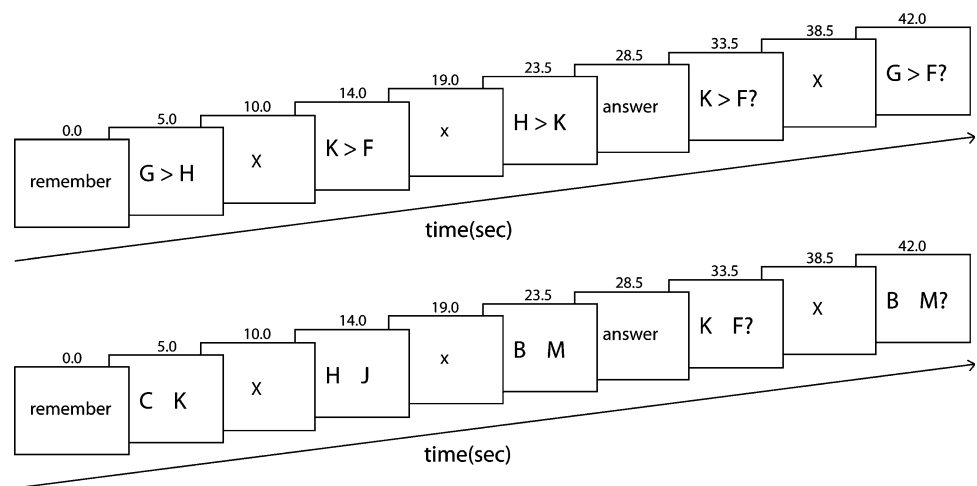 0.0
remember
5.0
G > H
10.0
X
14.0
K > F
19.0
x
23.5
H > K
28.5
answer
33.5
K > F?
38.5
X
42.0
G > F?
time(sec)
0.0
remember
5.0
C K
10.0
X
14.0
H J
19.0
x
23.5
B M
28.5
answer
33.5
K F?
38.5
X
42.0
B M?
time(sec)